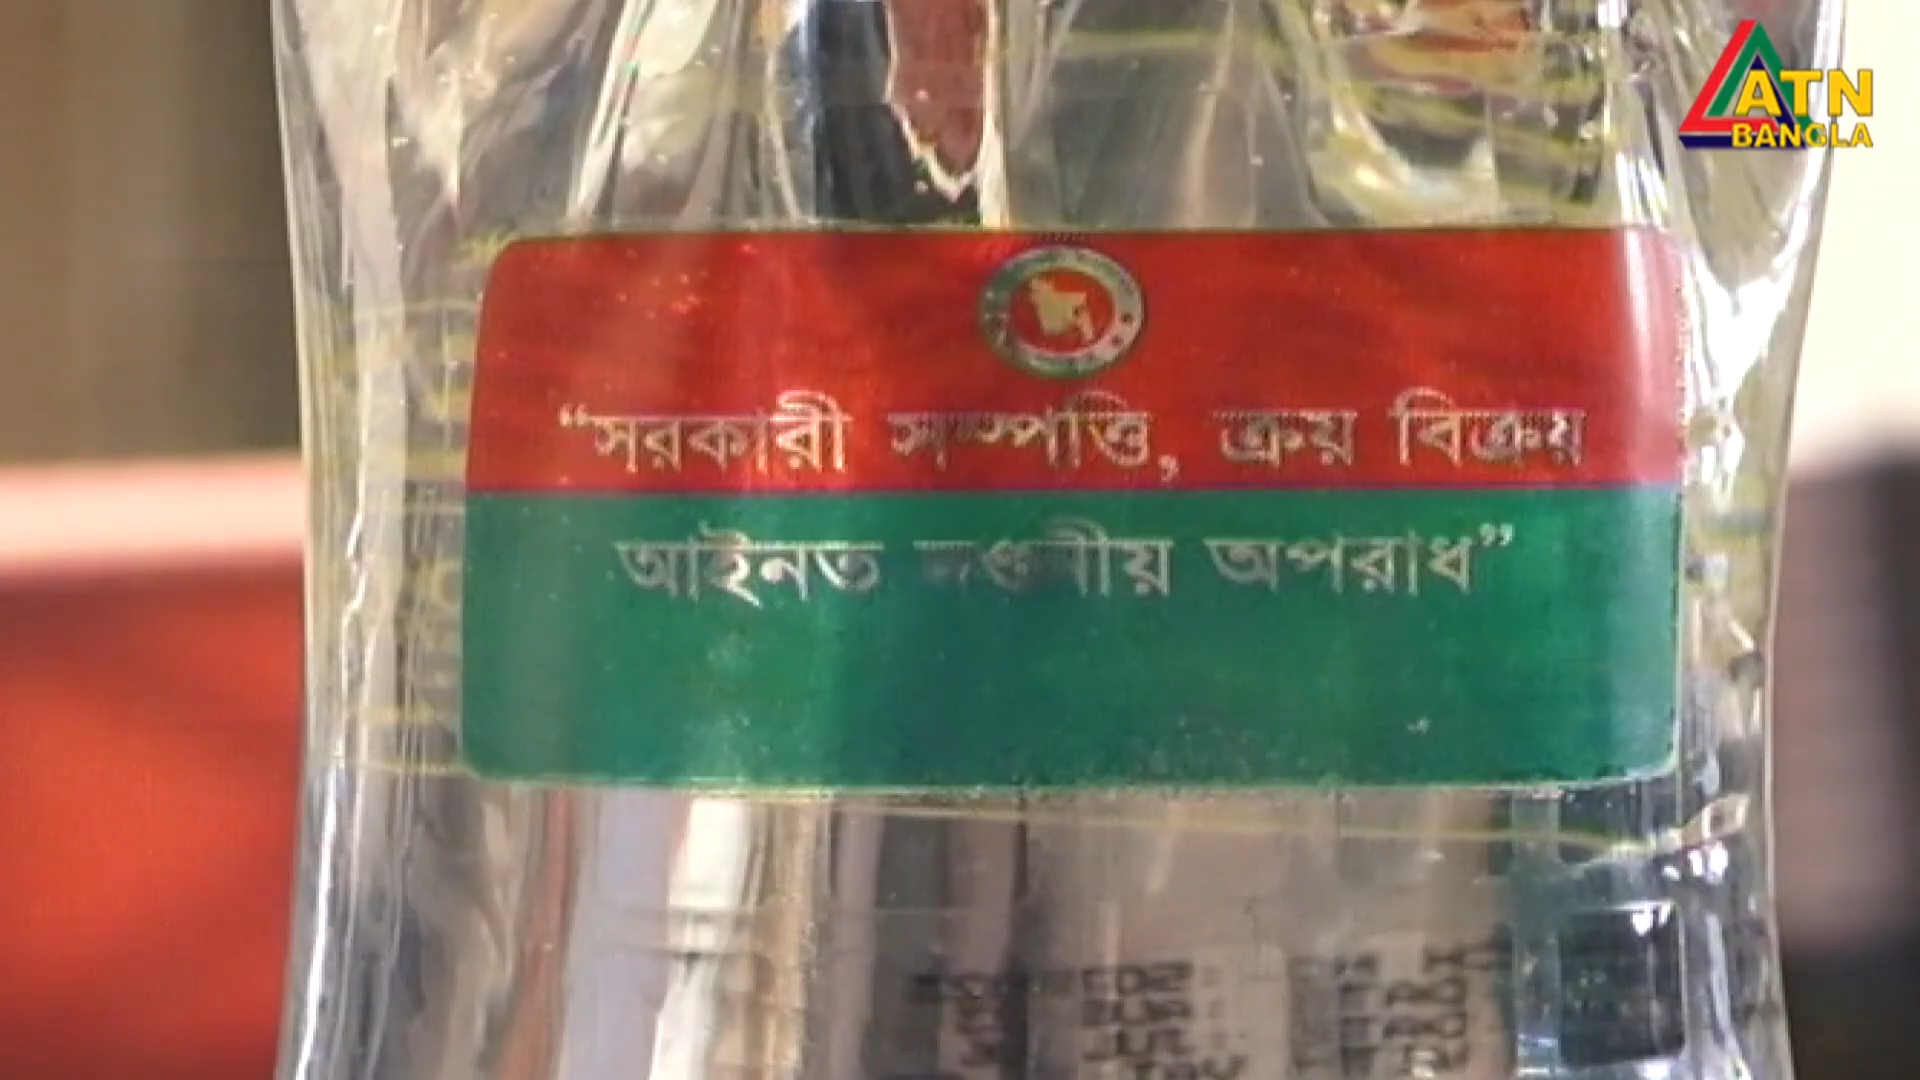 ATN
BANGLA
“সরকারী সম্পত্তি, ক্রয় বিক্রয়
আইনত দণ্ডনীয় অপরাধ”